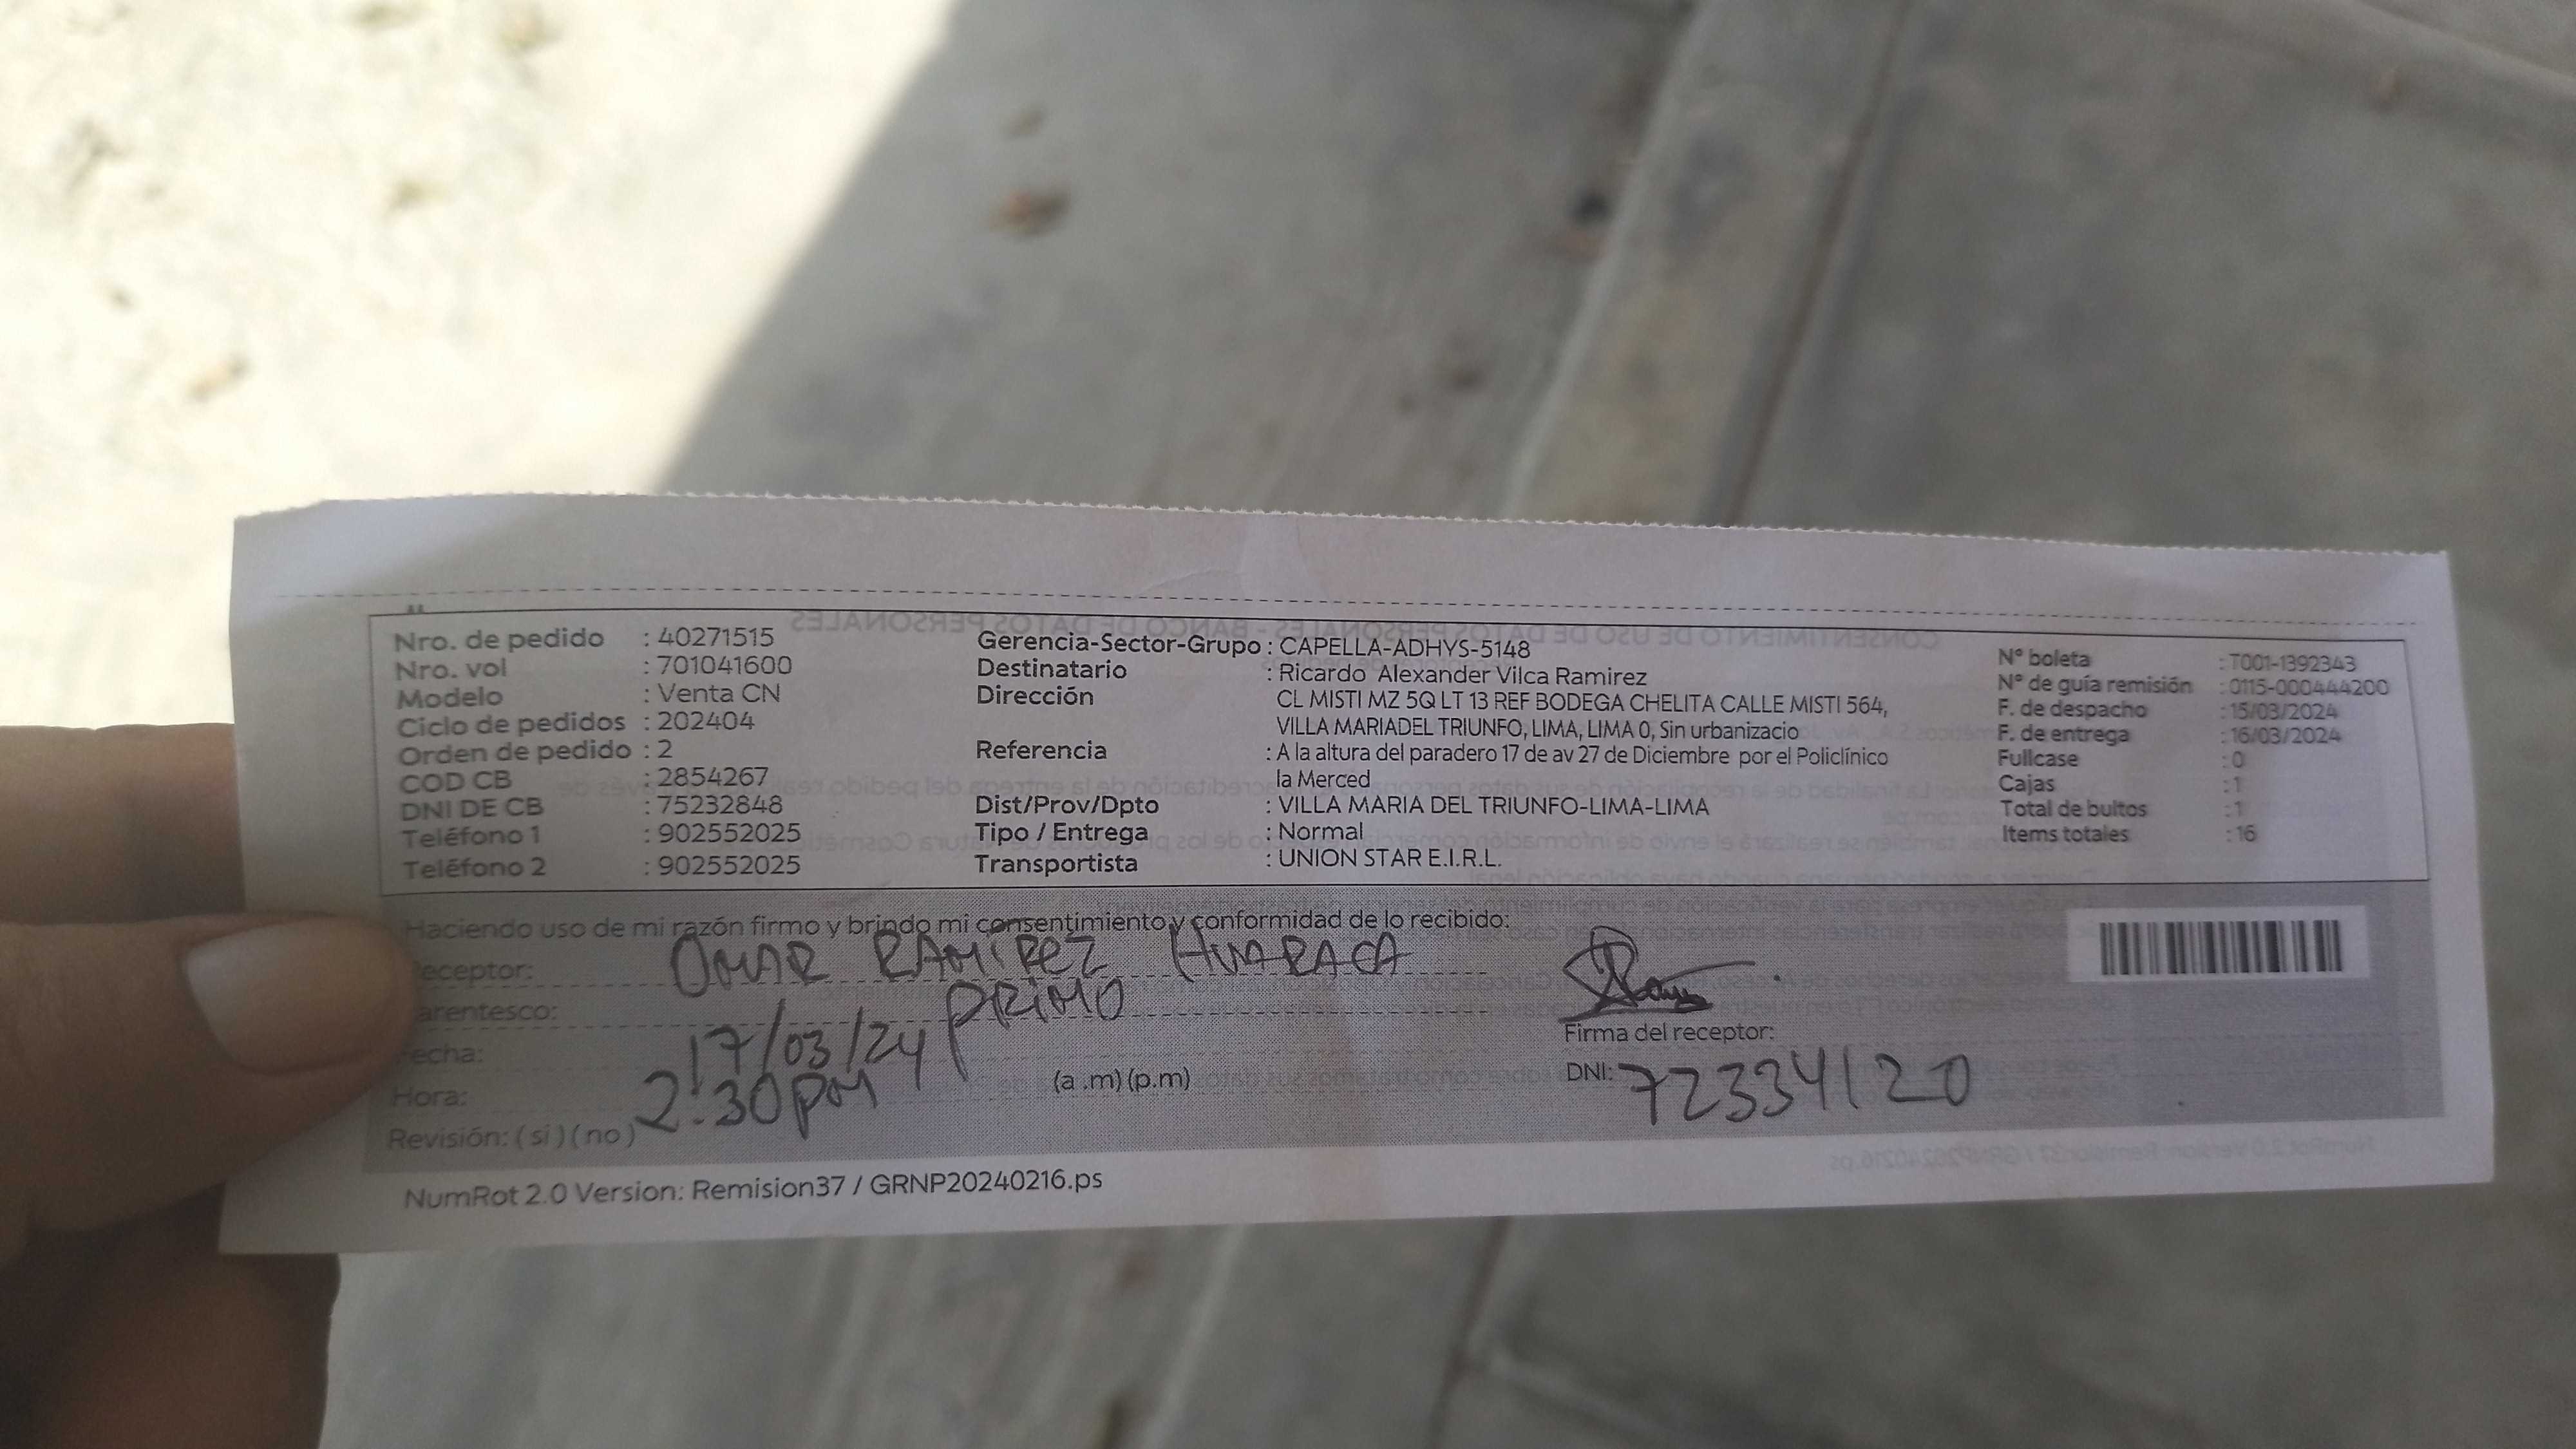 Nro. de pedido : 40271515
Nro. vol : 701041600
Modelo : Venta CN
Ciclo de pedidos : 202404
Orden de pedido : 2
COD CB : 2854267
DNI DE CB : 75232848
Teléfono 1 : 902552025
Teléfono 2 : 902552025
Gerencia-Sector-Grupo : CAPELLA-ADHYS-5148
Destinatario : Ricardo Alexander Vilca Ramirez
Dirección CL MISTI MZ 5Q LT 13 REF BODEGA CHELITA CALLE MISTI 564,
VILLA MARIADEL TRIUNFO, LIMA, LIMA 0, Sin urbanizacio
Referencia : A la altura del paradero 17 de av 27 de Diciembre por el Policlínico
la Merced
Dist/Prov/Dpto : VILLA MARIA DEL TRIUNFO-LIMA-LIMA
Tipo / Entrega : Normal
Transportista : UNION STAR E.I.R.L.
N° boleta : T001-1392343
N° de guía remisión : 0115-000444200
F. de despacho : 15/03/2024
F. de entrega : 16/03/2024
Fullcase : 0
Cajas : 1
Total de bultos : 1
Items totales : 16
Haciendo uso de mi razón firmo y brindo mi consentimiento y conformidad de lo recibido:
eceptor: OMAR RAMIREZ HUARACA
arentesco: PRIMO
echa: 17/03/24
Hora: 2:30PM (a .m) (p.m)
Revisión: ( si ) ( no )
Firma del receptor:
DNI: 72334120
NumRot 2.0 Version: Remision37 / GRNP20240216.ps